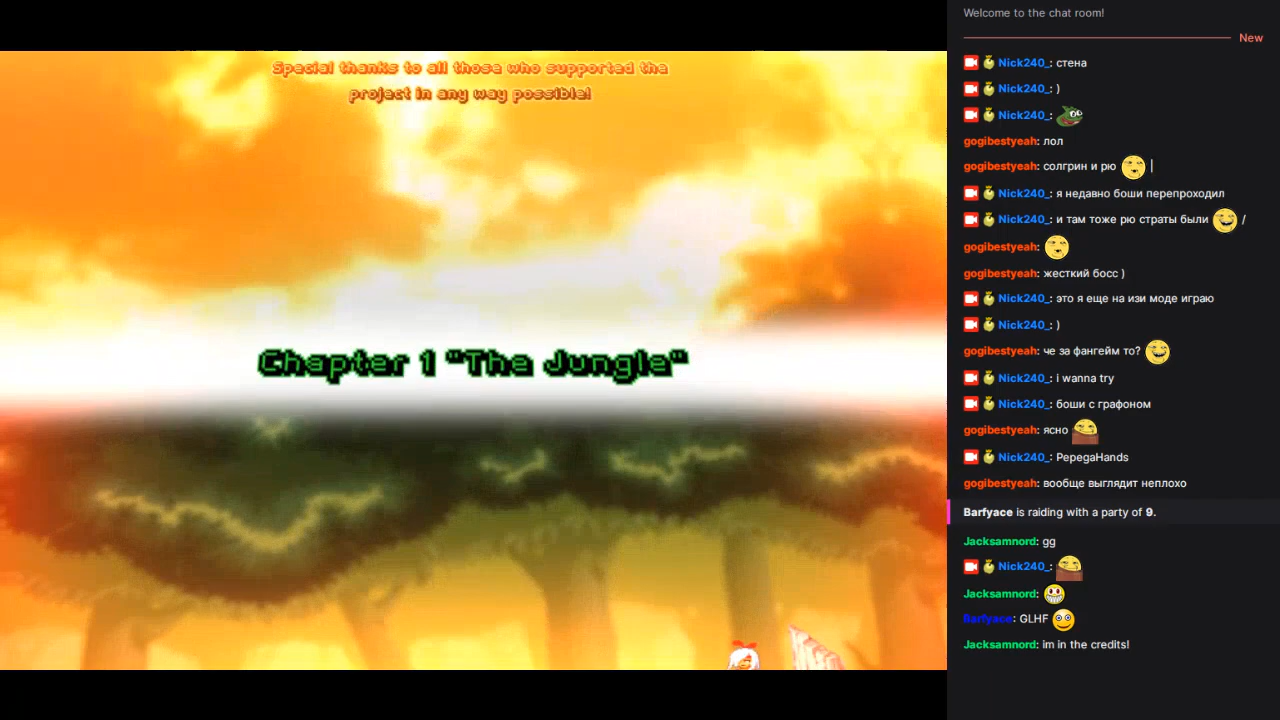 Special thanks to all those who supported the
project in any way possible!
Chapter 1 "The Jungle"
Welcome to the chat room!
New
Nick240_: стена
Nick240_: )
Nick240_:
gogibestyeah: лол
gogibestyeah: солгрин и рю |
Nick240_: я недавно боши перепроходил
Nick240_: и там тоже рю страты были /
gogibestyeah:
gogibestyeah: жесткий босс )
Nick240_: это я еще на изи моде играю
Nick240_: )
gogibestyeah: че за фангейм то?
Nick240_: i wanna try
Nick240_: боши с графоном
gogibestyeah: ясно
Nick240_: PepegaHands
gogibestyeah: вообще выглядит неплохо
Barfyace is raiding with a party of 9.
Jacksamnord: gg
Nick240_:
Jacksamnord:
Barfyace: GLHF
Jacksamnord: im in the credits!